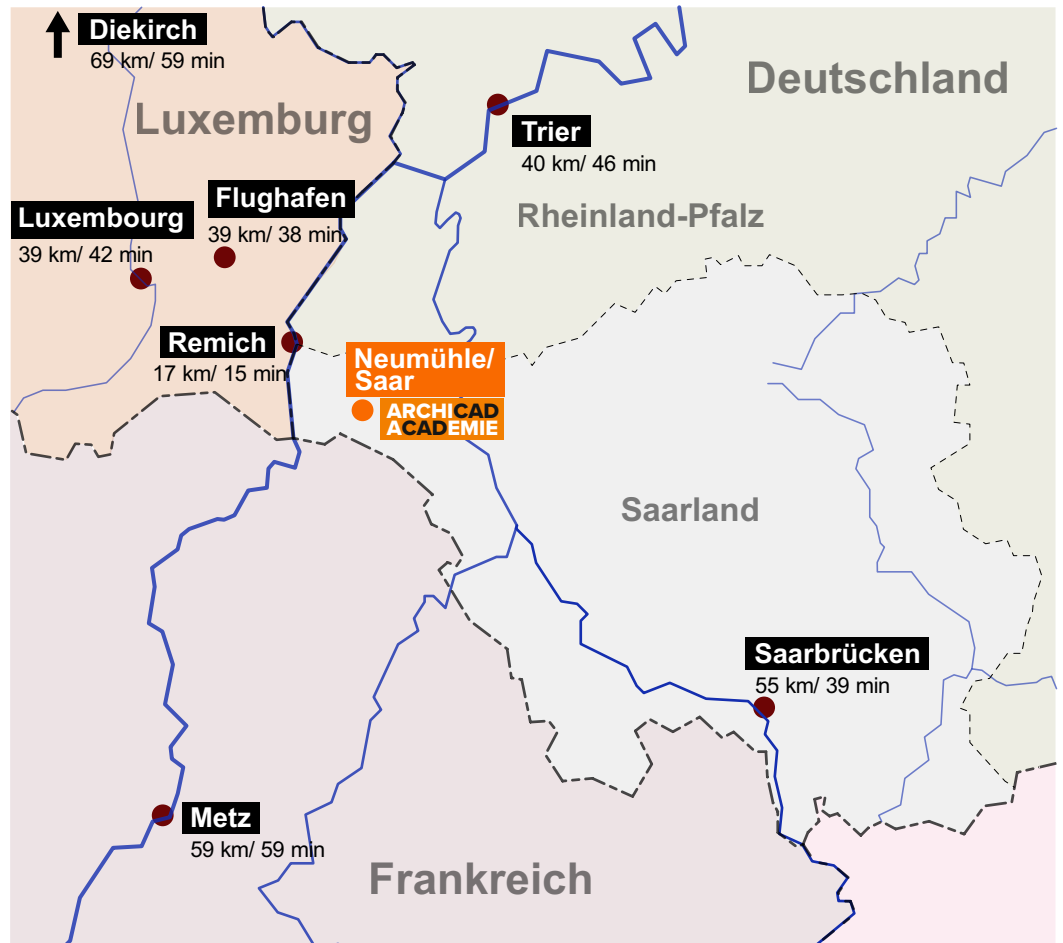 Diekirch
69 km/ 59 min
Deutschland
Luxemburg
Trier
40 km/ 46 min
Flughafen
39 km/ 38 min
Luxembourg
39 km/ 42 min
Rheinland-Pfalz
Remich
17 km/ 15 min
Neumühle/
Saar
ARCHICAD
ACADEMIE
Saarland
Saarbrücken
55 km/ 39 min
Metz
59 km/ 59 min
Frankreich